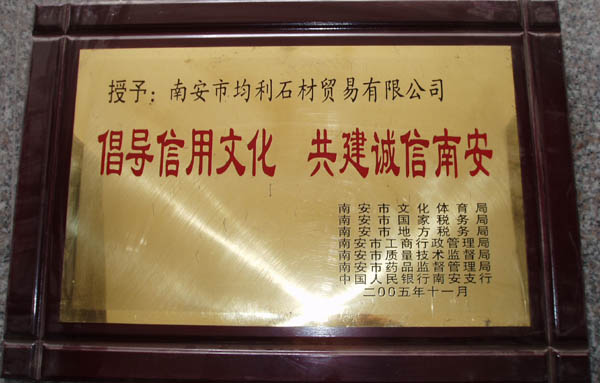 授予：南安市均利石材贸易有限公司
倡导信用文化 共建诚信南安
南安市文化体育局
南安市国家税务局
南安市地方税务局
南安市工商行政管理局
南安市质量技术监督局
南安市药品监督管理局
中国人民银行南安支行
二00五年十一月